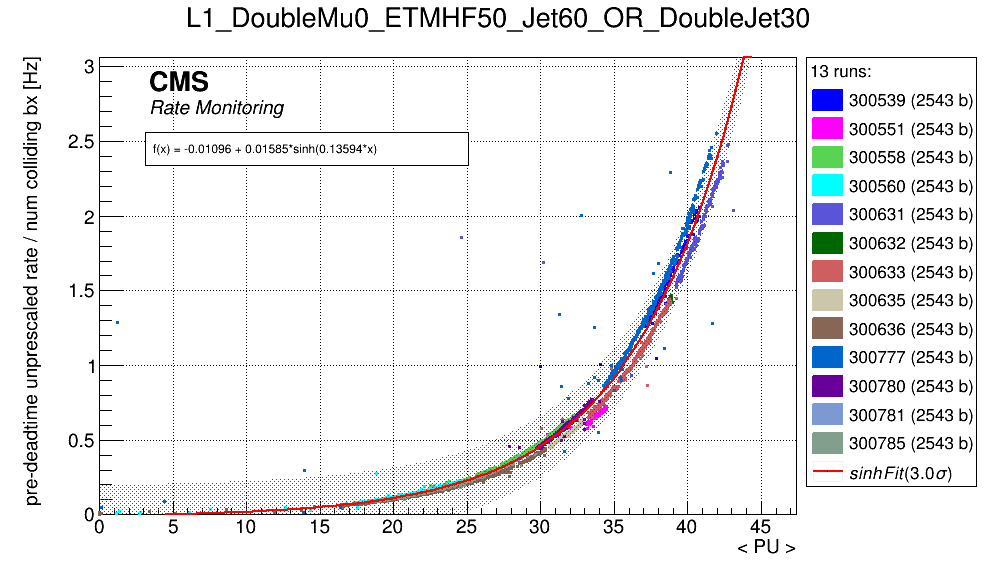 L1_DoubleMu0_ETMHF50_Jet60_OR_DoubleJet30
pre-deadtime unprescaled rate / num colliding bx [Hz]
3
2.5
2
1.5
1
0.5
0
CMS
Rate Monitoring
f(x) = -0.01096 + 0.01585*sinh(0.13594*x)
0 5 10 15 20 25 30 35 40 45
< PU >
13 runs:
300539 (2543 b)
300551 (2543 b)
300558 (2543 b)
300560 (2543 b)
300631 (2543 b)
300632 (2543 b)
300633 (2543 b)
300635 (2543 b)
300636 (2543 b)
300777 (2543 b)
300780 (2543 b)
300781 (2543 b)
300785 (2543 b)
sinhFit(3.0σ)